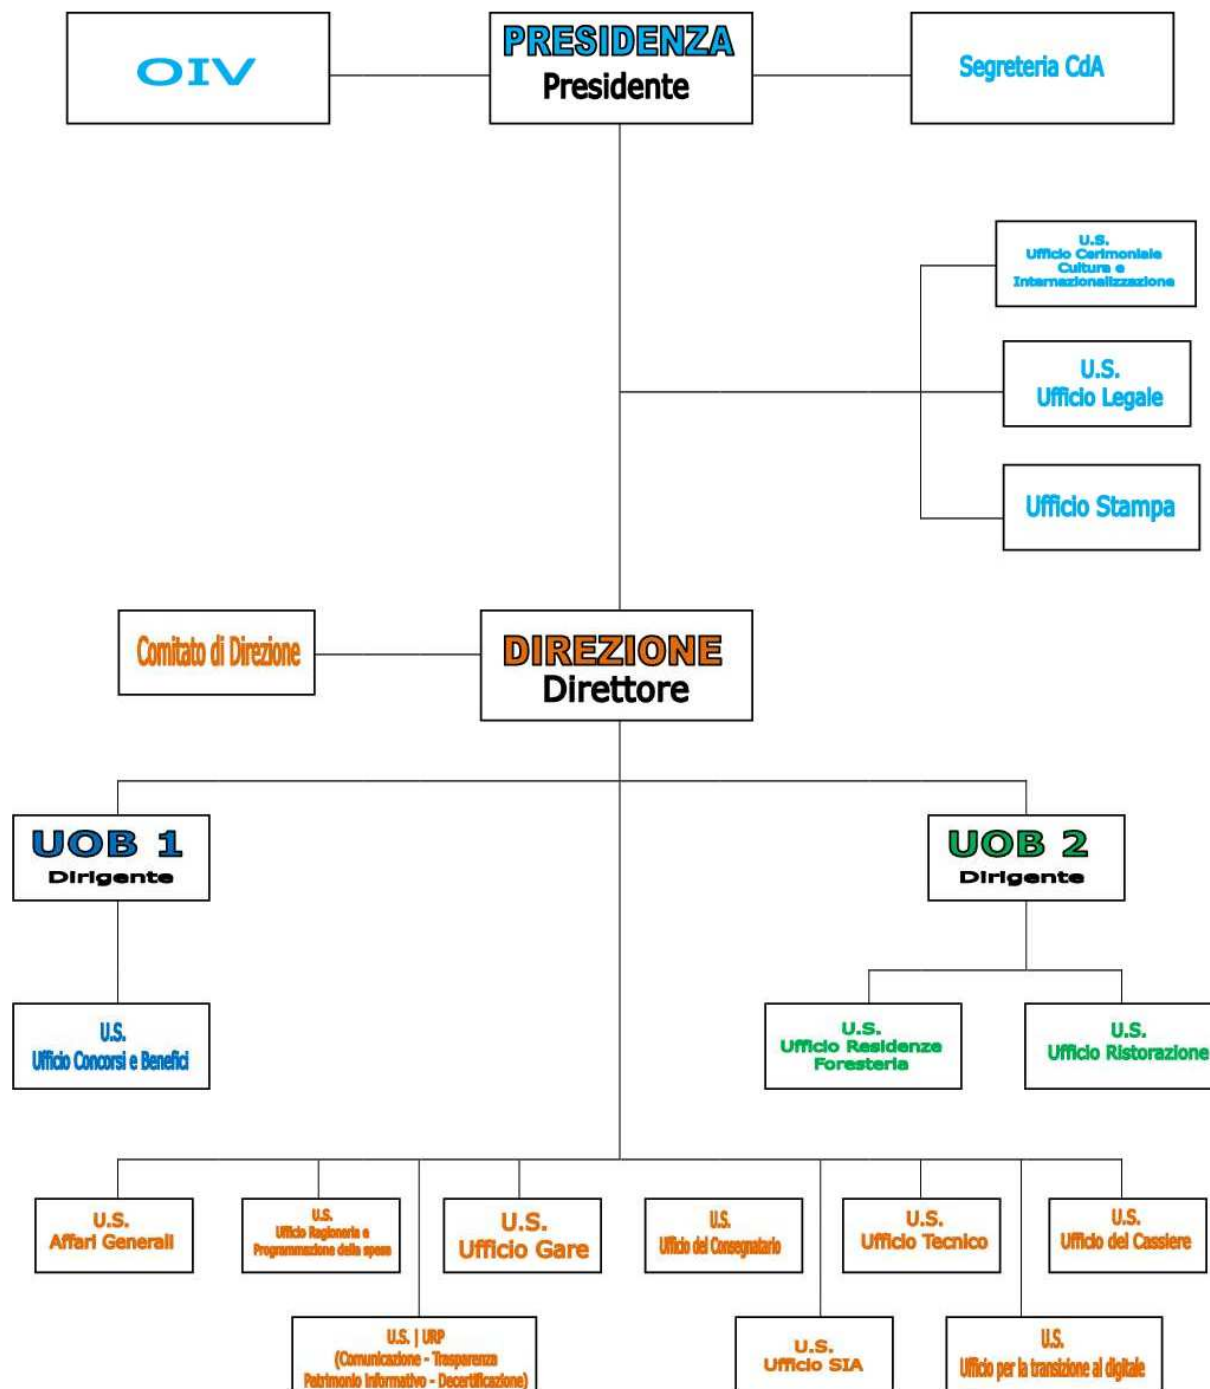 OIV
PRESIDENZA
Presidente
Segreteria CdA
U.S.
Ufficio Cerimoniale
Cultura e
Internazionalizzazione
U.S.
Ufficio Legale
Ufficio Stampa
Comitato di Direzione
DIREZIONE
Direttore
UOB 1
Dirigente
UOB 2
Dirigente
U.S.
Ufficio Concorsi e Benefici
U.S.
Ufficio Residenze
Foresteria
U.S.
Ufficio Ristorazione
U.S.
Affari Generali
U.S.
Ufficio Ragioneria e
Programmazione della spesa
U.S.
Ufficio Gare
U.S.
Ufficio del Consegnatario
U.S.
Ufficio Tecnico
U.S.
Ufficio del Cassiere
U.S. | URP
(Comunicazione - Trasparenza
Patrimonio Informativo - Decertificazione)
U.S.
Ufficio SIA
U.S.
Ufficio per la transizione al digitale